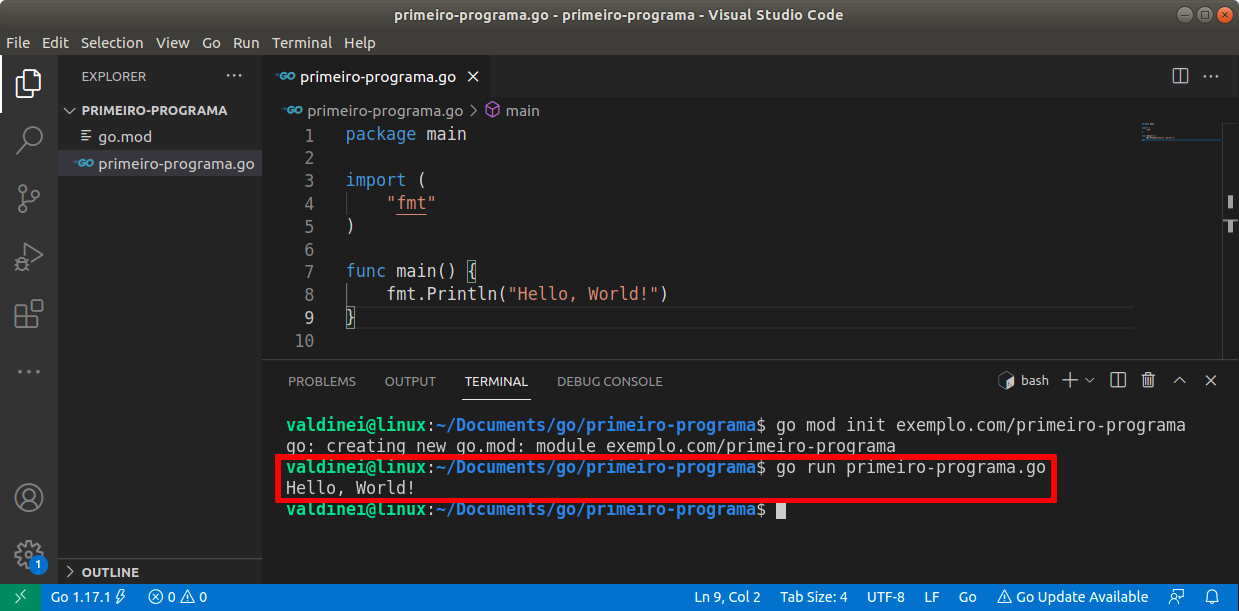 primeiro-programa.go - primeiro-programa - Visual Studio Code
File Edit Selection View Go Run Terminal Help
EXPLORER
PRIMEIRO-PROGRAMA
go.mod
GO primeiro-programa.go
OUTLINE
GO primeiro-programa.go
GO primeiro-programa.go > main
1 package main
2
3 import (
4 "fmt"
5 )
6
7 func main() {
8 fmt.Println("Hello, World!")
9 }
10
PROBLEMS OUTPUT TERMINAL DEBUG CONSOLE bash
valdinei@linux:~/Documents/go/primeiro-programa$ go mod init exemplo.com/primeiro-programa
go: creating new go.mod: module exemplo.com/primeiro-programa
valdinei@linux:~/Documents/go/primeiro-programa$ go run primeiro-programa.go
Hello, World!
valdinei@linux:~/Documents/go/primeiro-programa$
1
Go 1.17.1 0 0 Ln 9, Col 2 Tab Size: 4 UTF-8 LF Go Go Update Available